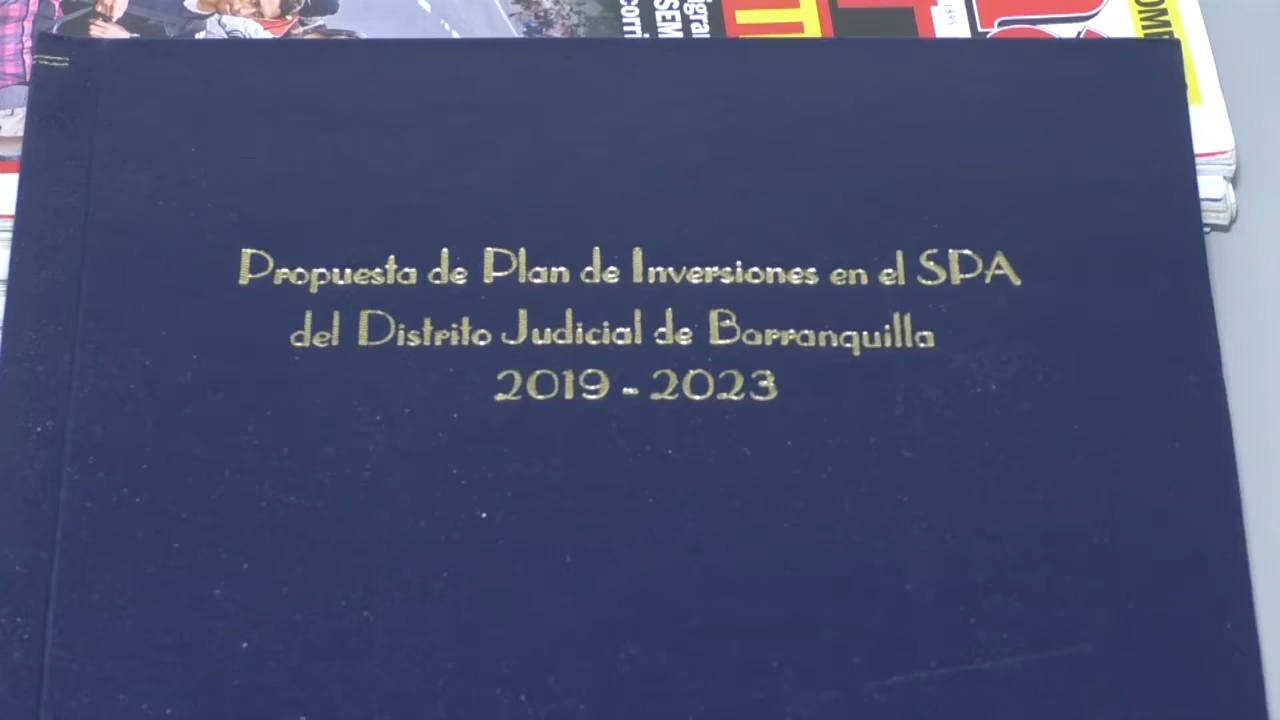 Propuesta de Plan de Inversiones en el SPA
del Distrito Judicial de Barranquilla
2019 - 2023